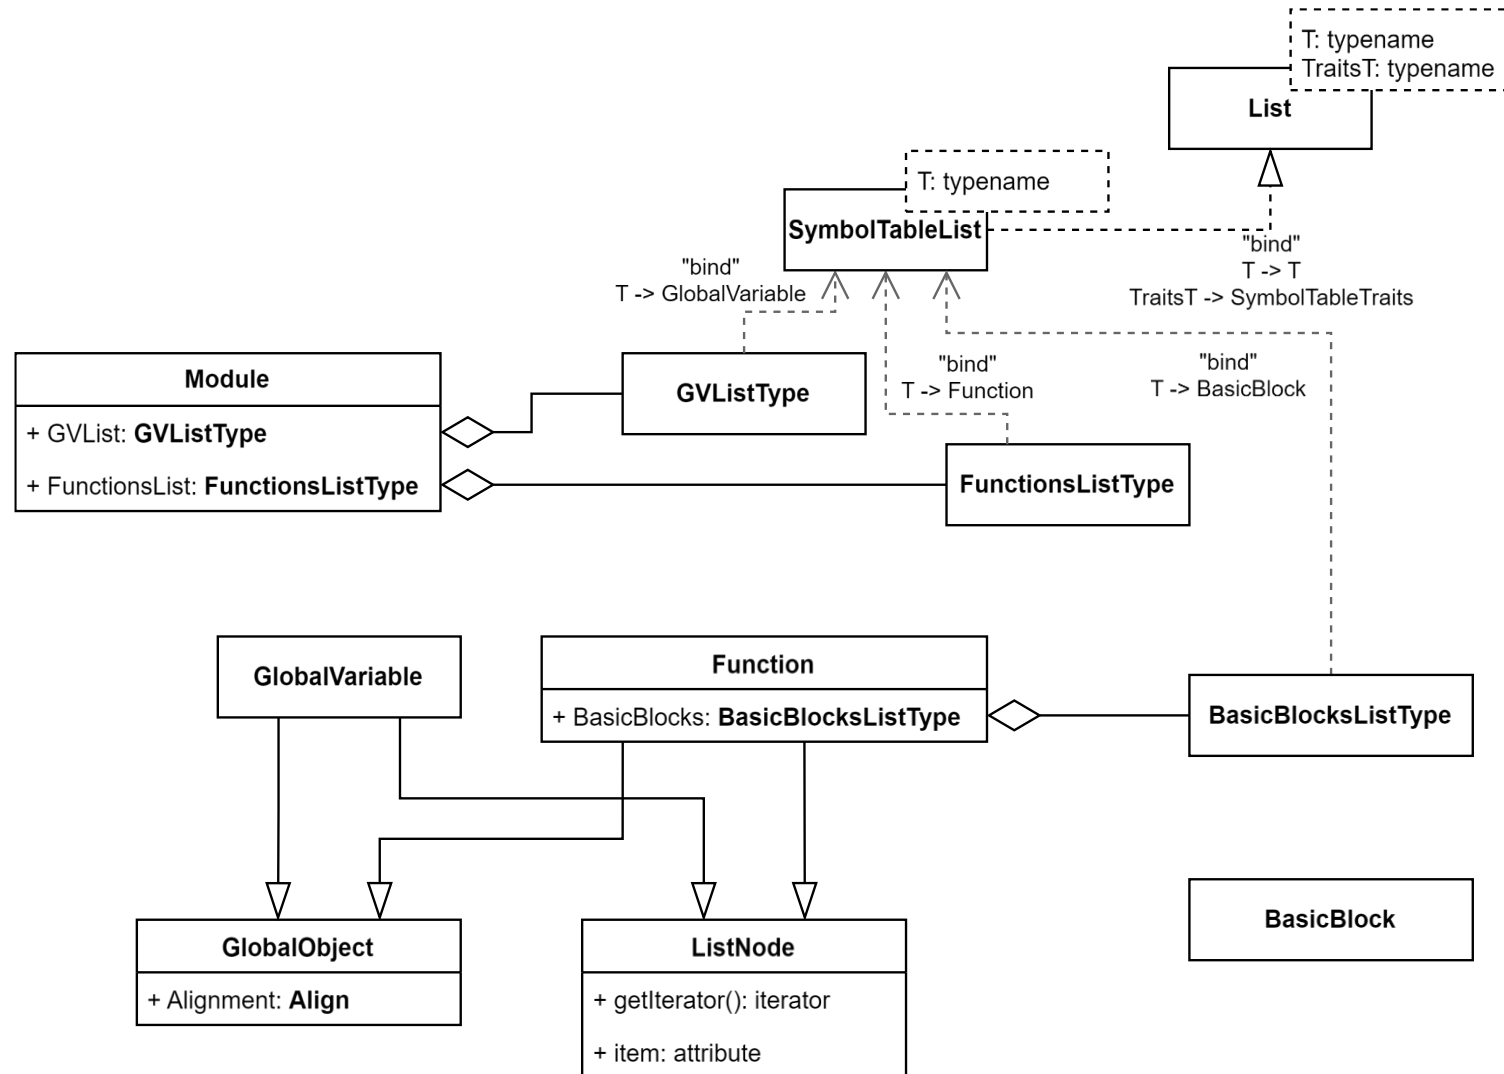 T: typename
TraitsT: typename
List
T: typename
SymbolTableList
"bind"
T -> T
TraitsT -> SymbolTableTraits
"bind"
T -> GlobalVariable
Module
+ GVList: GVListType
+ FunctionsList: FunctionsListType
GVListType
"bind"
T -> Function
"bind"
T -> BasicBlock
FunctionsListType
GlobalVariable
Function
+ BasicBlocks: BasicBlocksListType
BasicBlocksListType
GlobalObject
+ Alignment: Align
ListNode
+ getIterator(): iterator
+ item: attribute
BasicBlock